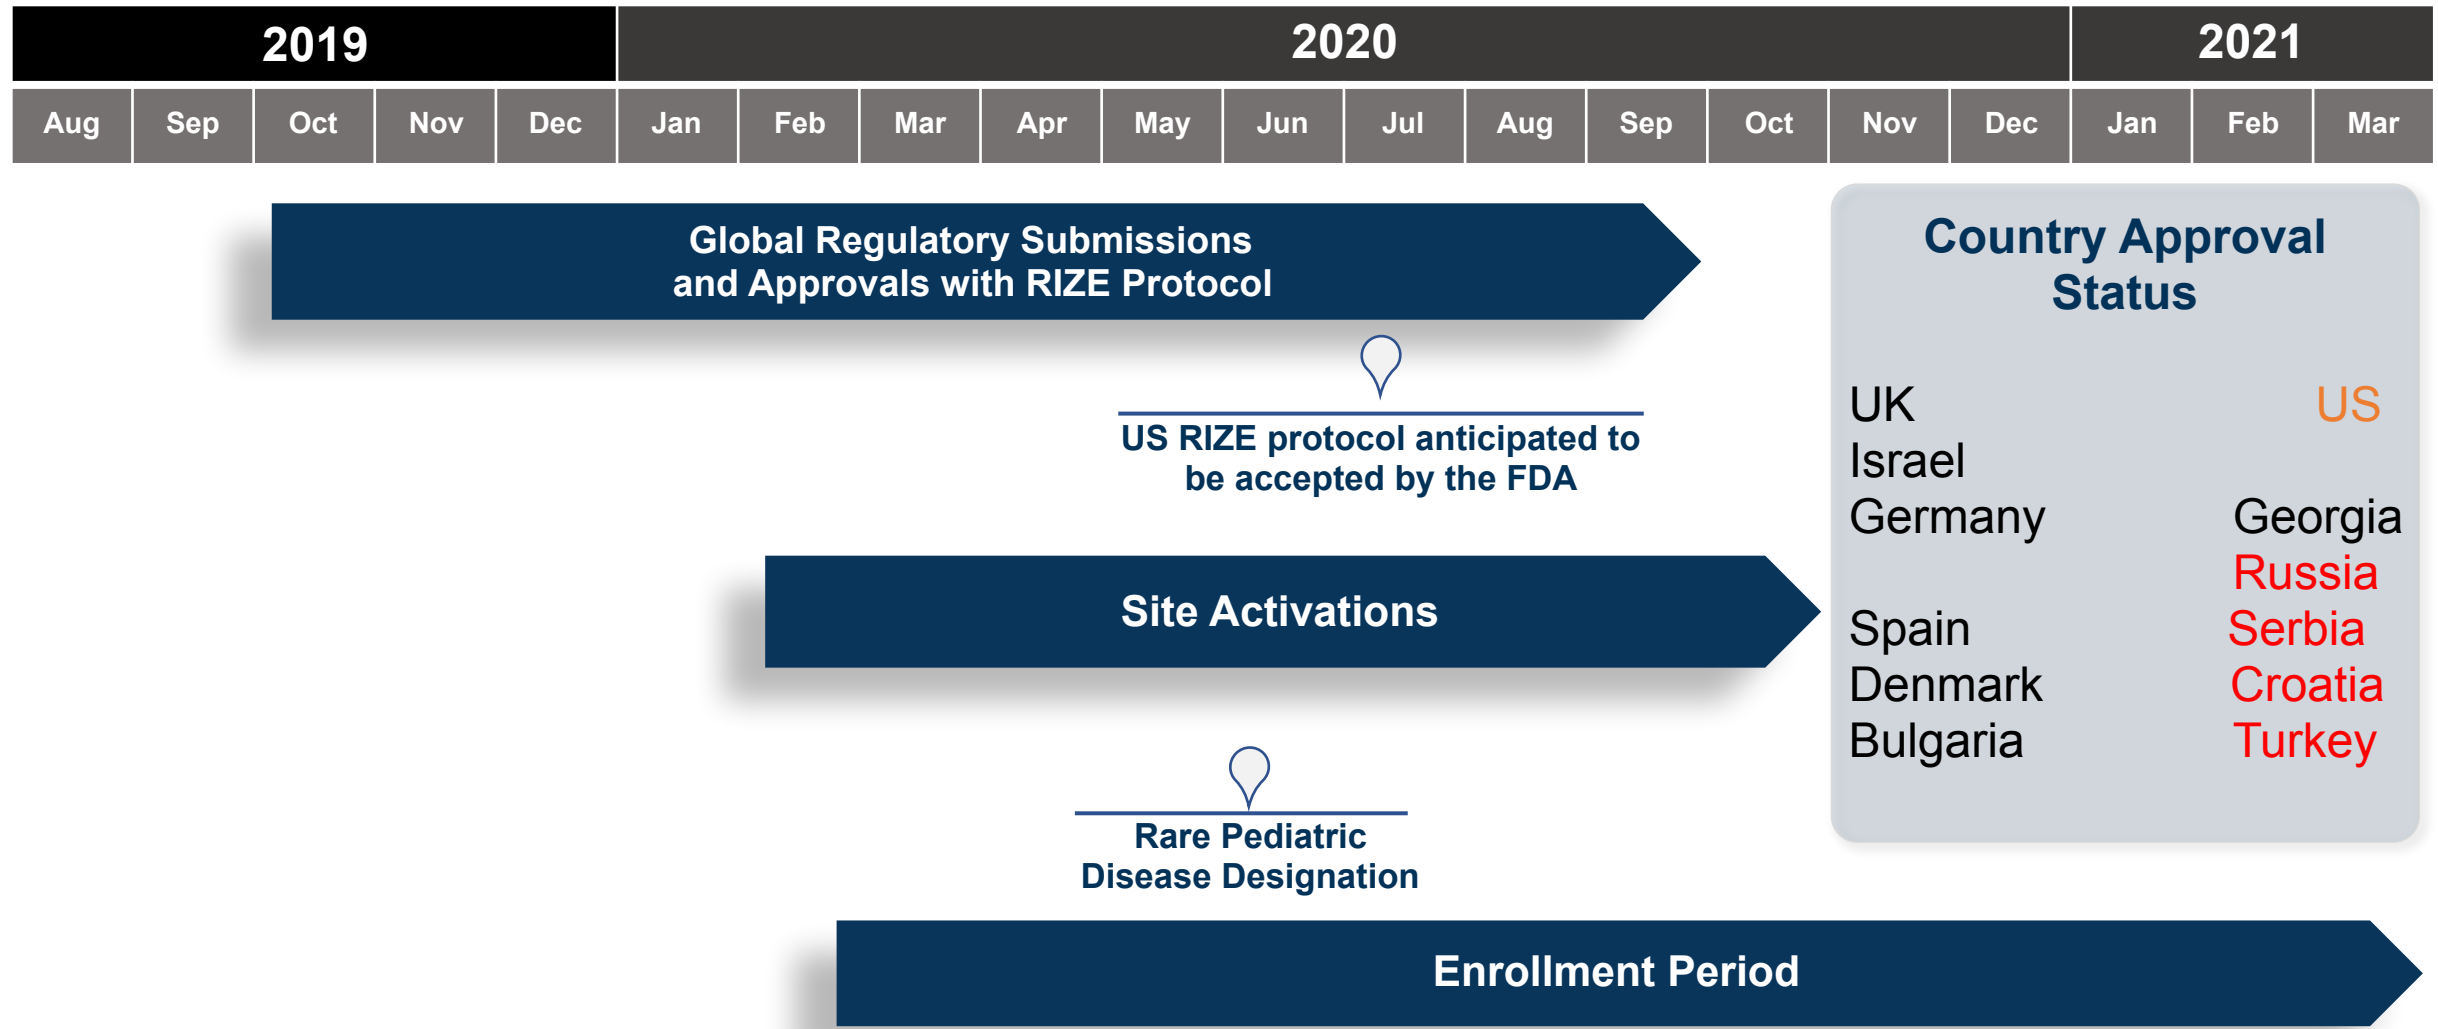 2019 2020 2021
Aug Sep Oct Nov Dec Jan Feb Mar Apr May Jun Jul Aug Sep Oct Nov Dec Jan Feb Mar
Global Regulatory Submissions
and Approvals with RIZE Protocol
US RIZE protocol anticipated to
be accepted by the FDA
Site Activations
Rare Pediatric
Disease Designation
Enrollment Period
Country Approval
Status
UK US
Israel
Germany Georgia
Russia
Spain Serbia
Denmark Croatia
Bulgaria Turkey